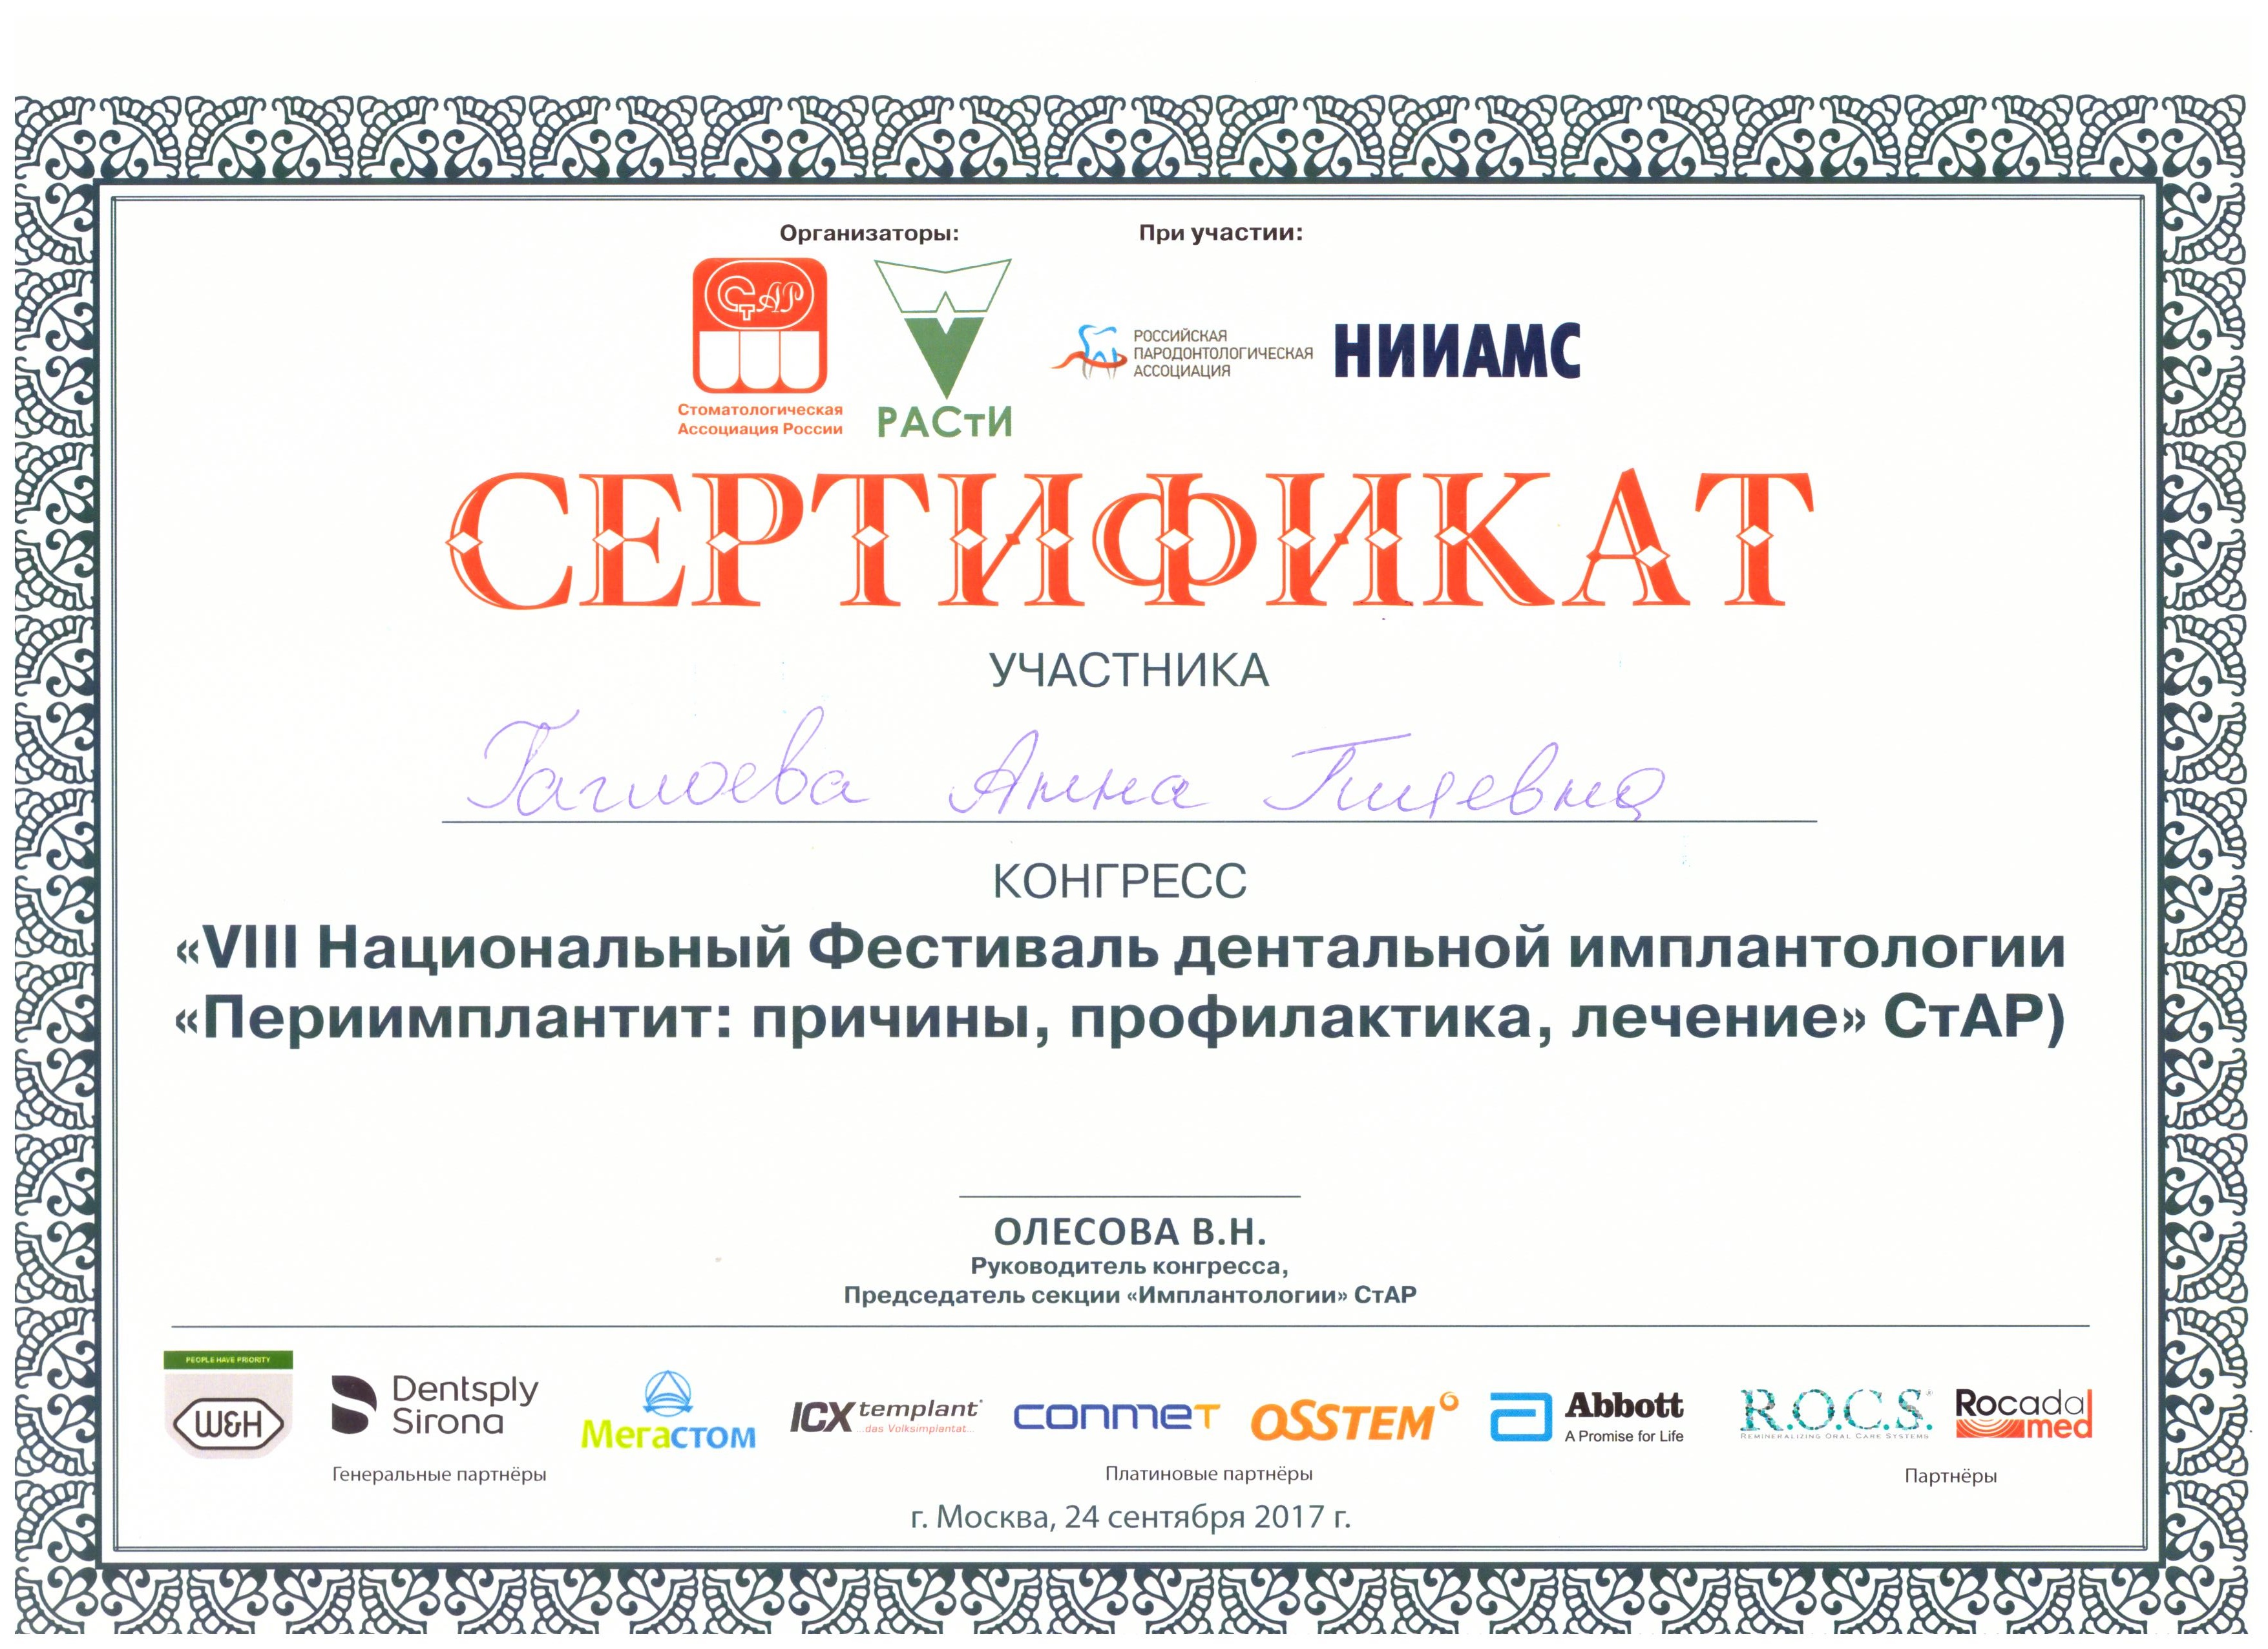 Организаторы:
При участии:
СтАР
Стоматологическая
Ассоциация России
РАСтИ
РОССИЙСКАЯ
ПАРОДОНТОЛОГИЧЕСКАЯ
АССОЦИАЦИЯ
НИИАМС
СЕРТИФИКАТ
УЧАСТНИКА
Гаглоева Анна
КОНГРЕСС
«VIII Национальный Фестиваль дентальной имплантологии
«Периимплантит: причины, профилактика, лечение» СтАР)
ОЛЕСОВА В.Н.
Руководитель конгресса,
Председатель секции «Имплантологии» СтАР
PEOPLE HAVE PRIORITY
W&H
Dentsply
Sirona
Мегастом
ICX templant
...das Volksimplantat...
conmet
OSSTEM
Abbott
A Promise for Life
R.O.C.S.
REMINERALIZING ORAL CARE SYSTEMS
Rocada
med
Генеральные партнёры
Платиновые партнёры
Партнёры
г. Москва, 24 сентября 2017 г.